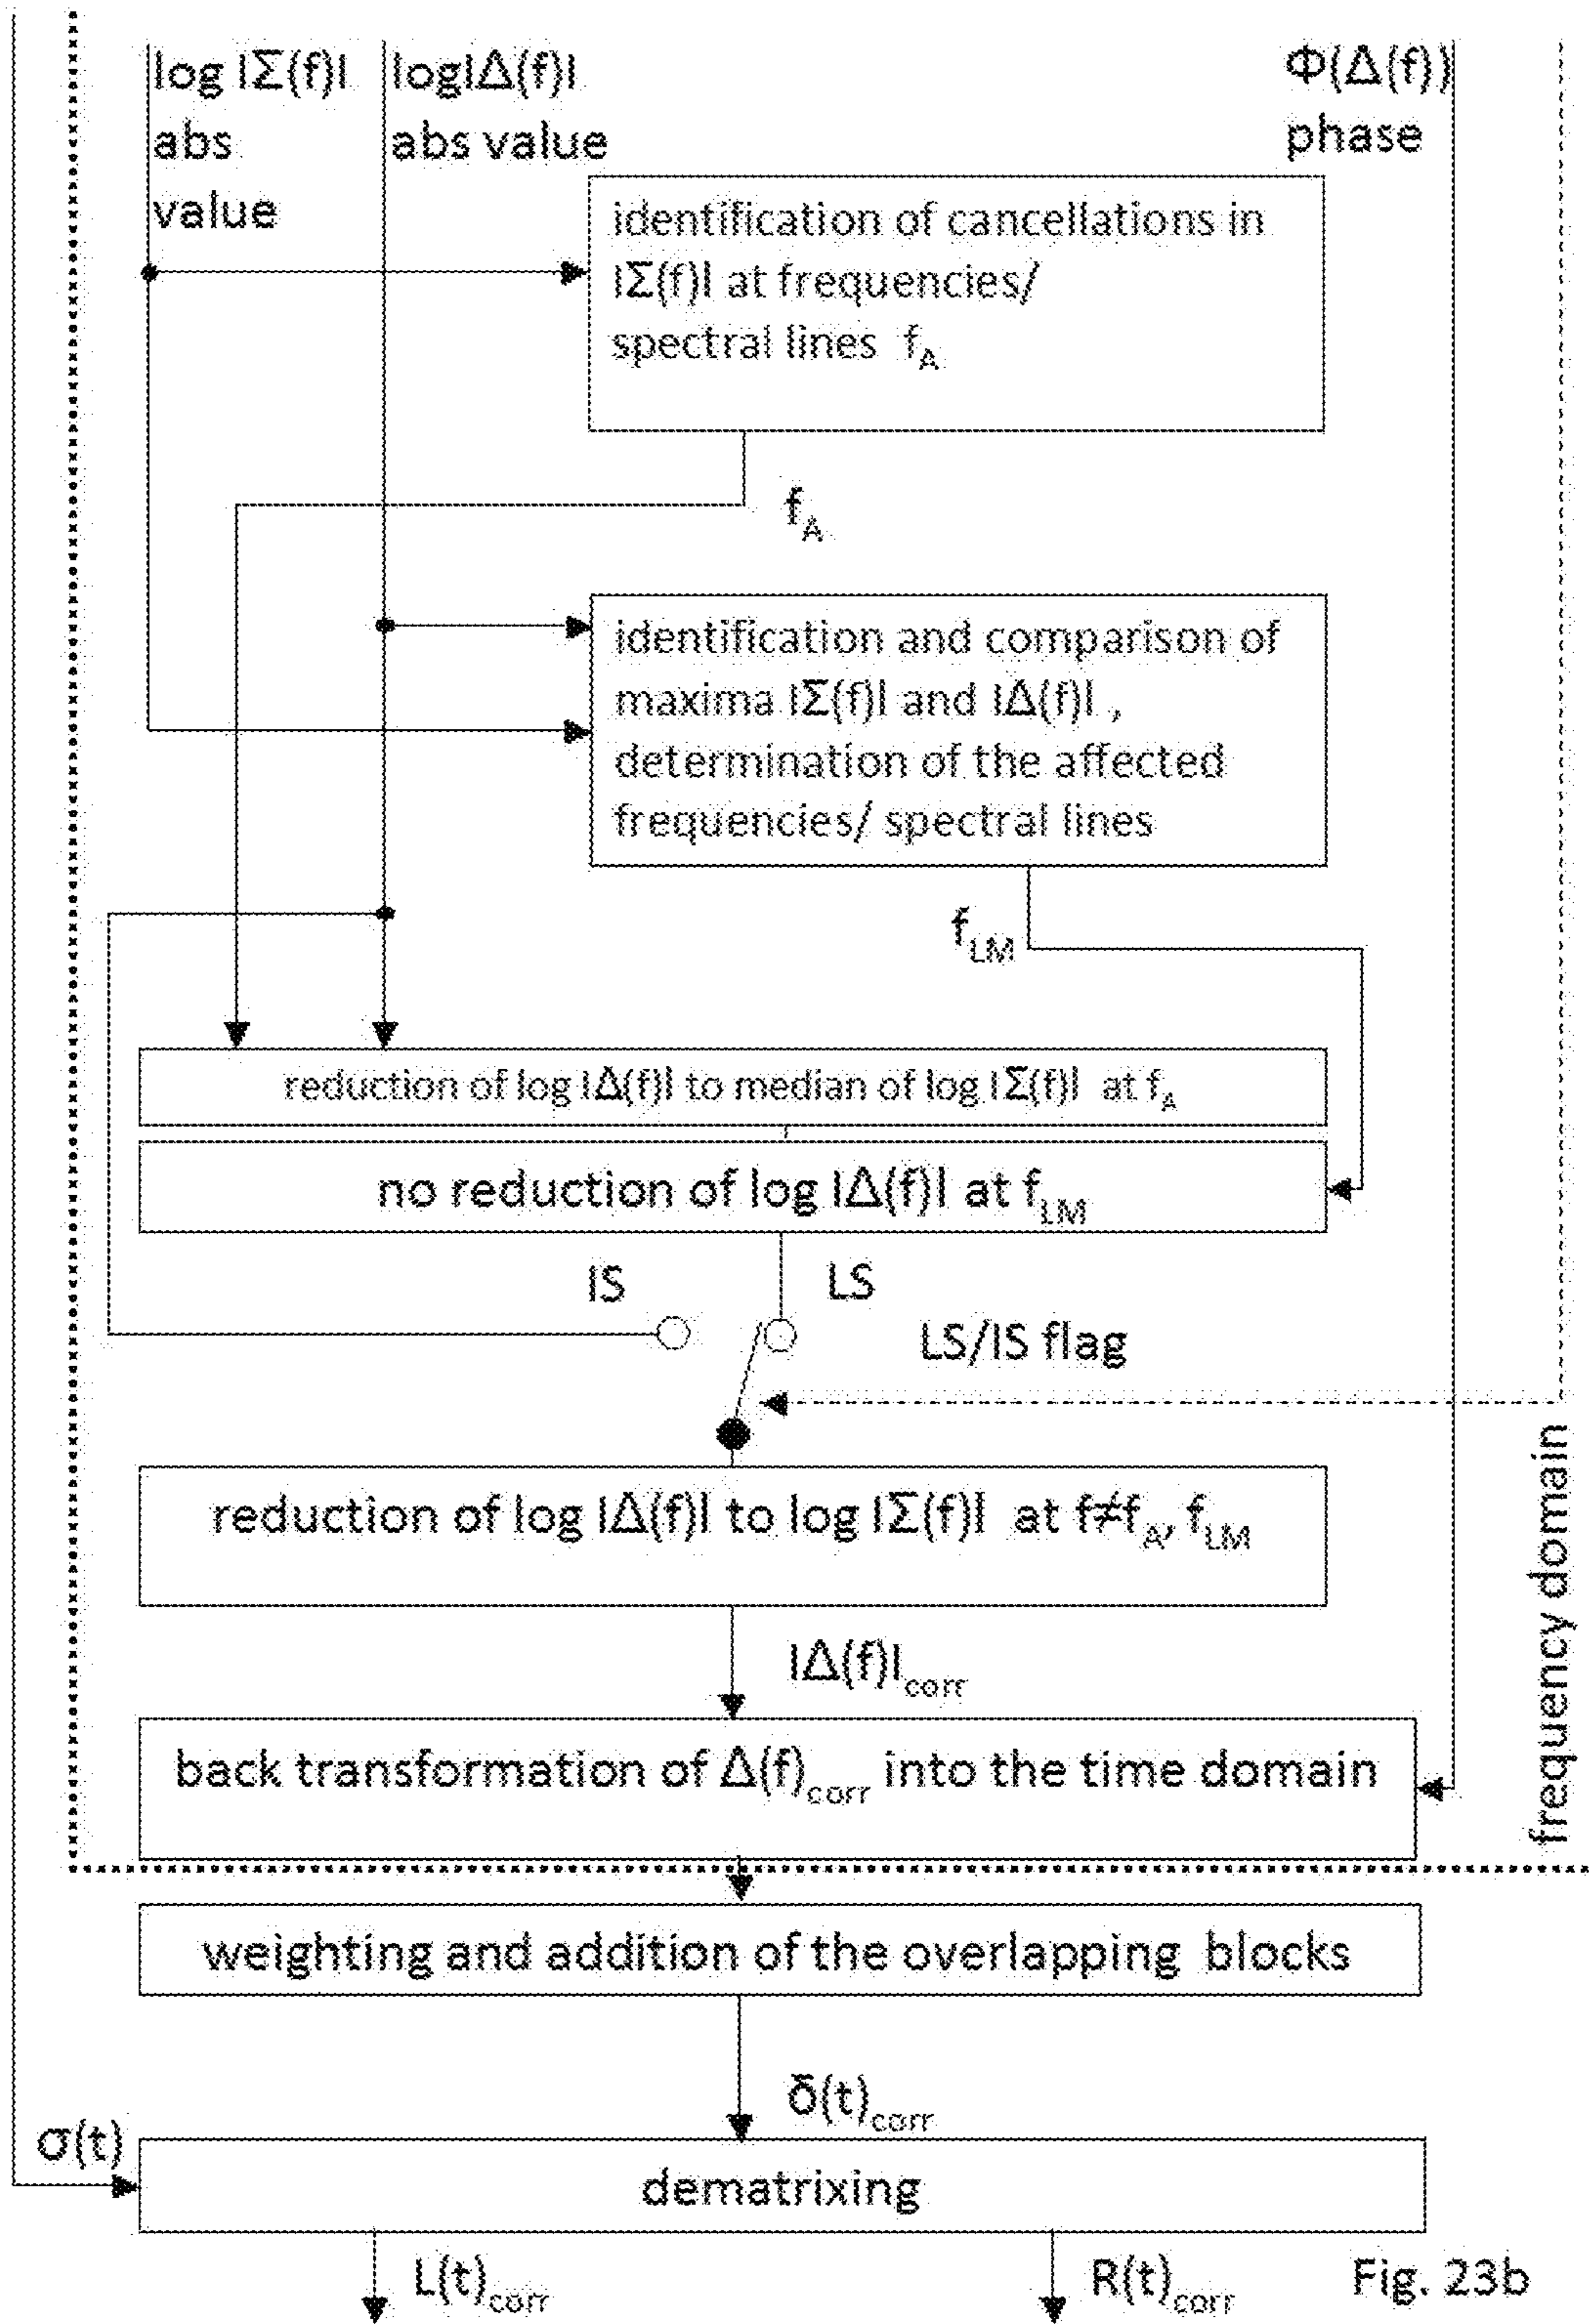 log |Σ(f)|
abs
value
log|Δ(f)|
abs value
Φ(Δ(f))
phase
identification of cancellations in
|Σ(f)| at frequencies/
spectral lines f_A
f_A
identification and comparison of
maxima |Σ(f)| and |Δ(f)| ,
determination of the affected
frequencies/ spectral lines
f_LM
reduction of log |Δ(f)| to median of log |Σ(f)| at f_A
no reduction of log |Δ(f)| at f_LM
IS
LS
LS/IS flag
reduction of log |Δ(f)| to log |Σ(f)| at f≠f_A, f_LM
|Δ(f)|_corr
frequency domain
back transformation of Δ(f)_corr into the time domain
weighting and addition of the overlapping blocks
δ(t)_corr
σ(t)
dematrixing
L(t)_corr
R(t)_corr
Fig. 23b